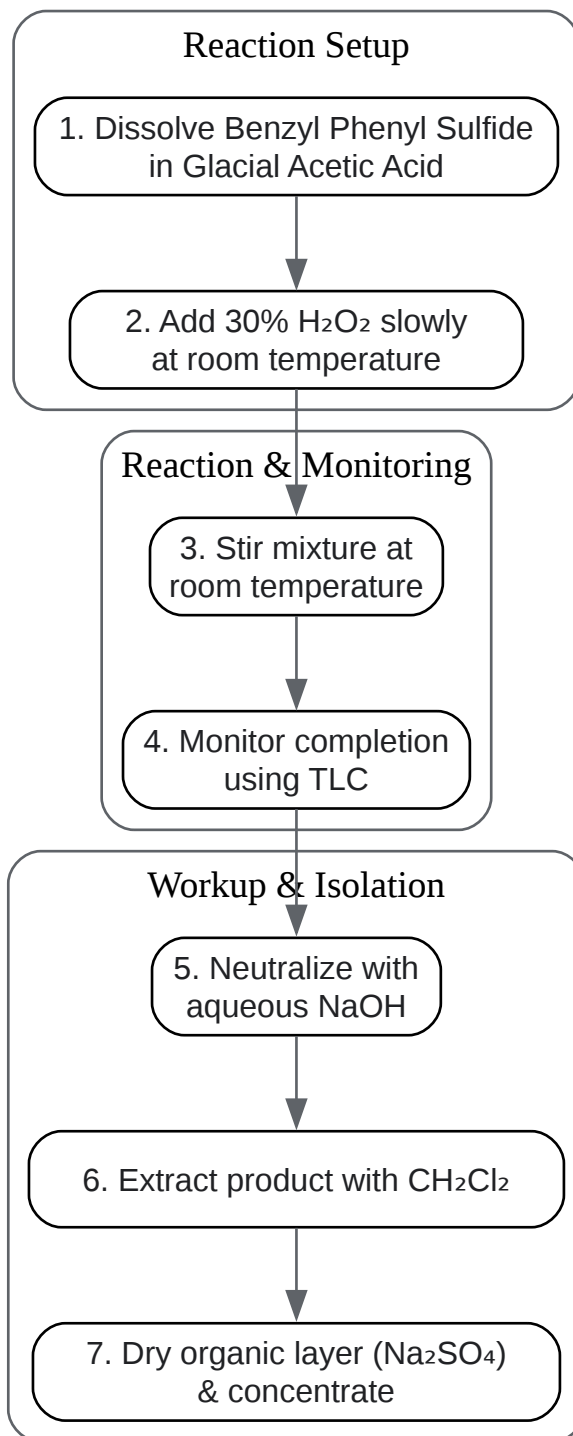 Reaction Setup
1. Dissolve Benzyl Phenyl Sulfide
in Glacial Acetic Acid
2. Add 30% H₂O₂ slowly
at room temperature
Reaction & Monitoring
3. Stir mixture at
room temperature
4. Monitor completion
using TLC
Workup & Isolation
5. Neutralize with
aqueous NaOH
6. Extract product with CH₂Cl₂
7. Dry organic layer (Na₂SO₄)
& concentrate